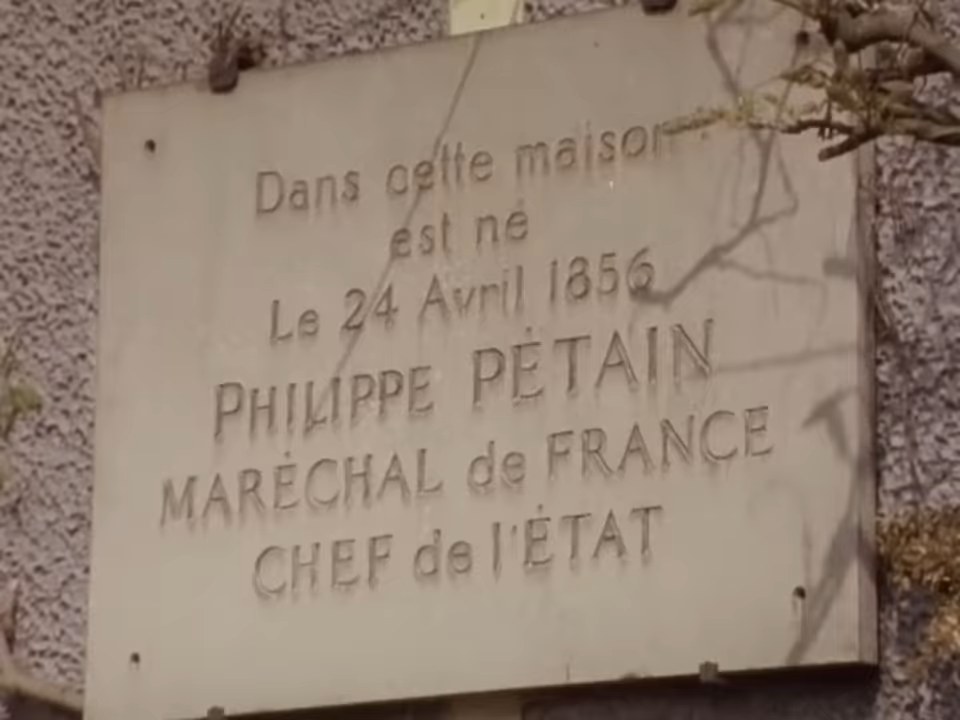 Dans cette maison
est né
Le 24 Avril 1856
PHILIPPE PÉTAIN
MARÉCHAL de FRANCE
CHEF de l'ÉTAT